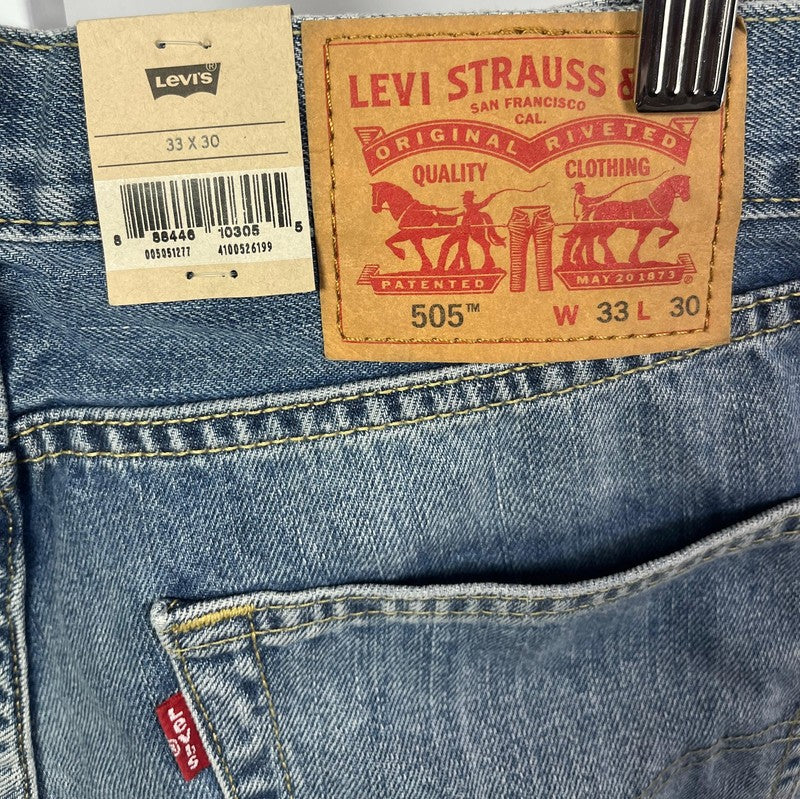 Levi's®
33 X 30
8 88446 10305 5
005051277 4100526199
LEVI STRAUSS &
SAN FRANCISCO
CAL.
ORIGINAL RIVETED
QUALITY CLOTHING
PATENTED MAY 20 1873
505™ W 33 L 30
Levi's
®